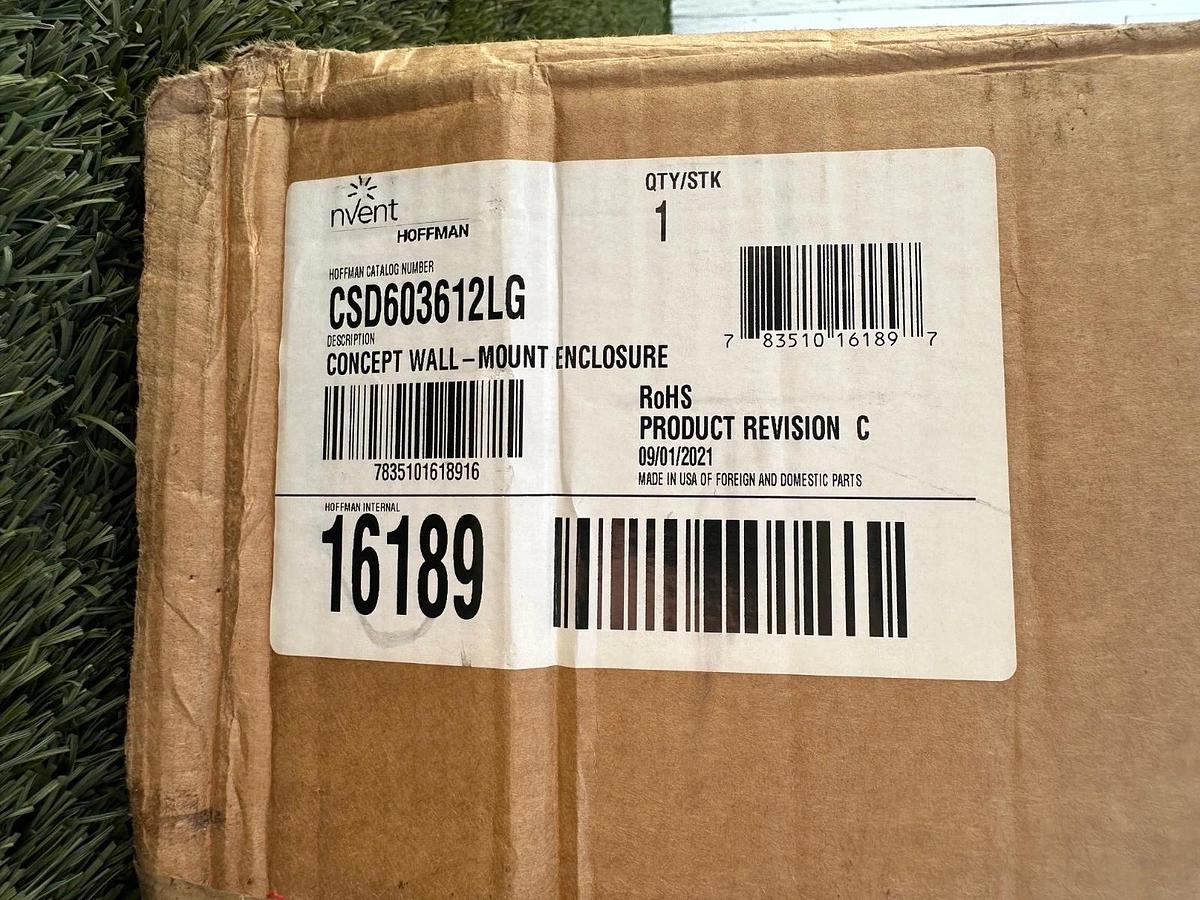 nVent
HOFFMAN
QTY/STK
1
HOFFMAN CATALOG NUMBER
CSD603612LG
DESCRIPTION
CONCEPT WALL-MOUNT ENCLOSURE
7 83510 16189 7
7835101618916
RoHS
PRODUCT REVISION C
09/01/2021
MADE IN USA OF FOREIGN AND DOMESTIC PARTS
HOFFMAN INTERNAL
16189